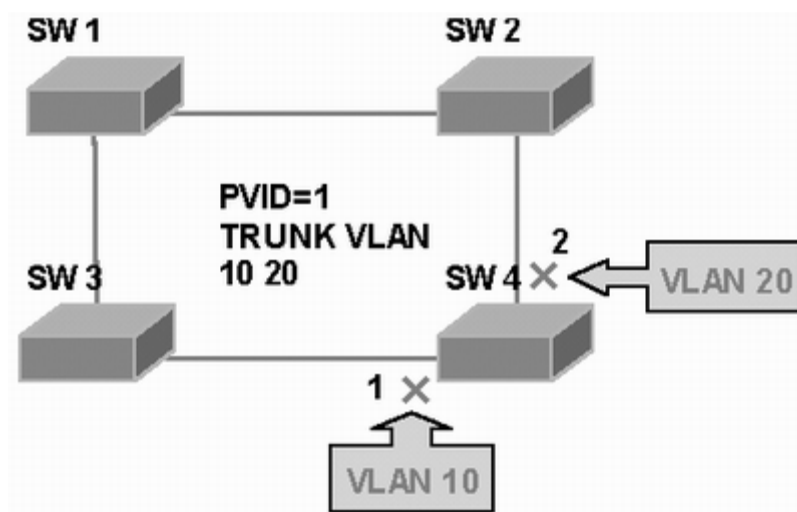 SW 1
SW 2
PVID=1
TRUNK VLAN
10 20
2
SW 3
SW 4
VLAN 20
1
VLAN 10